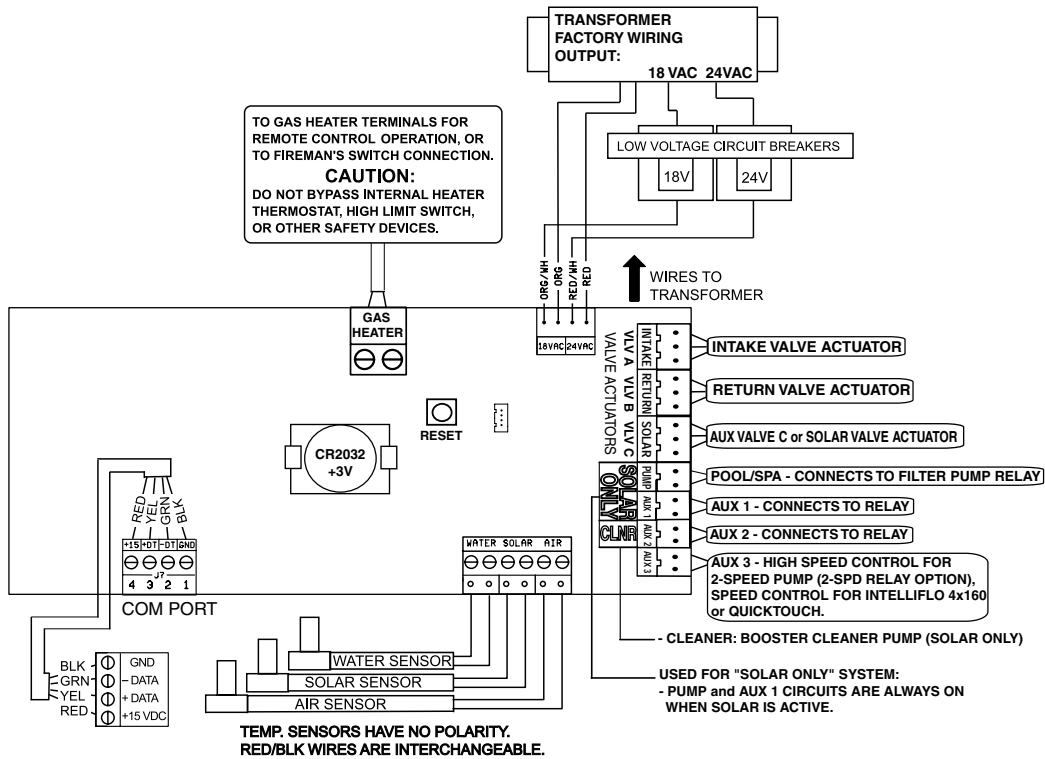 TRANSFORMER
FACTORY WIRING
OUTPUT:
18 VAC 24VAC
LOW VOLTAGE CIRCUIT BREAKERS
18V
24V
TO GAS HEATER TERMINALS FOR
REMOTE CONTROL OPERATION, OR
TO FIREMAN'S SWITCH CONNECTION.
CAUTION:
DO NOT BYPASS INTERNAL HEATER
THERMOSTAT, HIGH LIMIT SWITCH,
OR OTHER SAFETY DEVICES.
ORG/WH
ORG
RED/WH
RED
WIRES TO
TRANSFORMER
GAS
HEATER
18VAC 24VAC
INTAKE
VLV A
RETURN
VLV B
SOLAR
VLV C
VALVE ACTUATORS
PUMP
AUX 1
AUX 2
AUX 3
SOLAR
ONLY
CLNR
INTAKE VALVE ACTUATOR
RETURN VALVE ACTUATOR
AUX VALVE C or SOLAR VALVE ACTUATOR
POOL/SPA - CONNECTS TO FILTER PUMP RELAY
AUX 1 - CONNECTS TO RELAY
AUX 2 - CONNECTS TO RELAY
AUX 3 - HIGH SPEED CONTROL FOR
2-SPEED PUMP (2-SPD RELAY OPTION),
SPEED CONTROL FOR INTELLIFLO 4x160
or QUICKTOUCH.
- CLEANER: BOOSTER CLEANER PUMP (SOLAR ONLY)
USED FOR "SOLAR ONLY" SYSTEM:
- PUMP and AUX 1 CIRCUITS ARE ALWAYS ON
WHEN SOLAR IS ACTIVE.
RESET
CR2032
+3V
RED
YEL
GRN
BLK
+15 +DT -DT GND
J7
4 3 2 1
COM PORT
BLK GND
GRN - DATA
YEL + DATA
RED +15 VDC
WATER SOLAR AIR
WATER SENSOR
SOLAR SENSOR
AIR SENSOR
TEMP. SENSORS HAVE NO POLARITY.
RED/BLK WIRES ARE INTERCHANGEABLE.